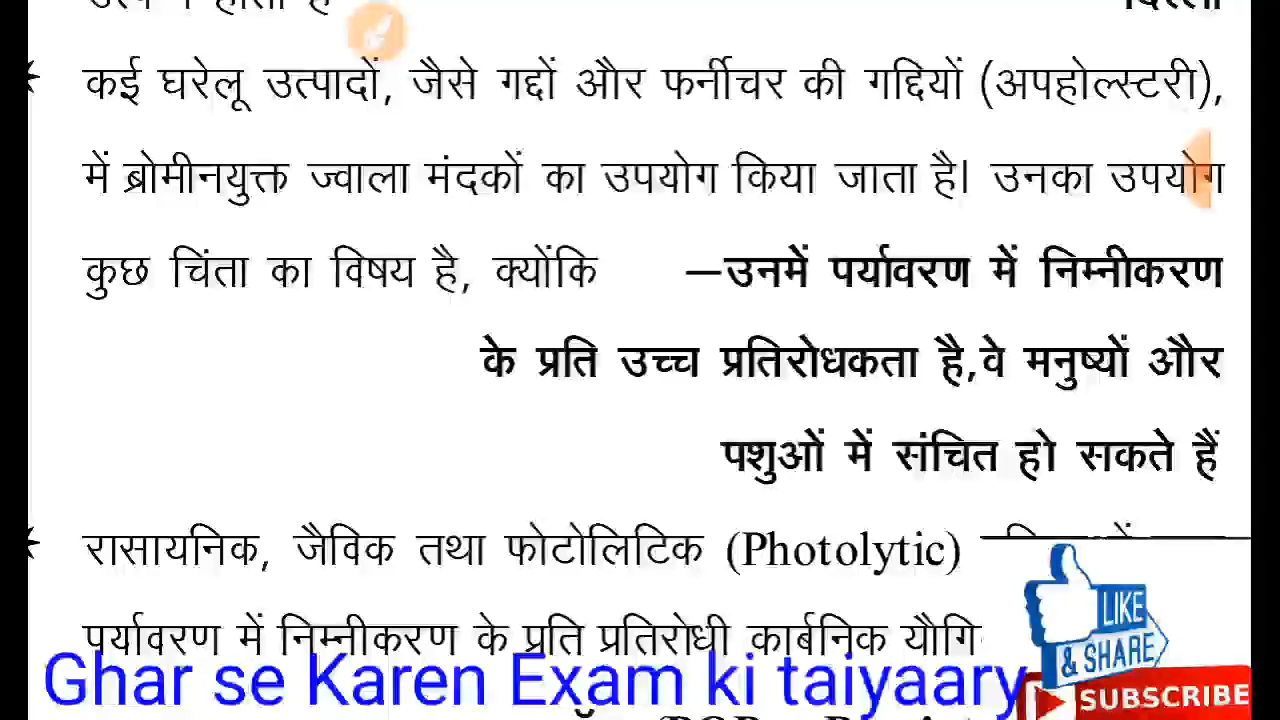 दिल्ली
* कई घरेलू उत्पादों, जैसे गद्दों और फर्नीचर की गद्दियों (अपहोल्स्टरी),
में ब्रोमीनयुक्त ज्वाला मंदकों का उपयोग किया जाता है। उनका उपयोग
कुछ चिंता का विषय है, क्योंकि —उनमें पर्यावरण में निम्नीकरण
के प्रति उच्च प्रतिरोधकता है,वे मनुष्यों और
पशुओं में संचित हो सकते हैं
* रासायनिक, जैविक तथा फोटोलिटिक (Photolytic)
पर्यावरण में निम्नीकरण के प्रति प्रतिरोधी कार्बनिक
LIKE
& SHARE
Ghar se Karen Exam ki taiyaary
SUBSCRIBE